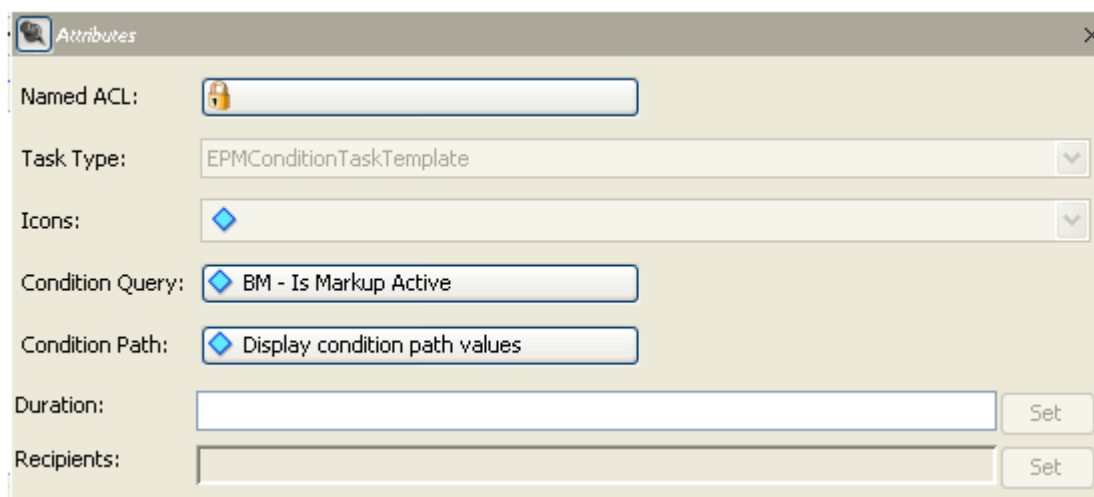 Attributes
Named ACL:
Task Type: EPMConditionTaskTemplate
Icons:
Condition Query: BM - Is Markup Active
Condition Path: Display condition path values
Duration: Set
Recipients: Set